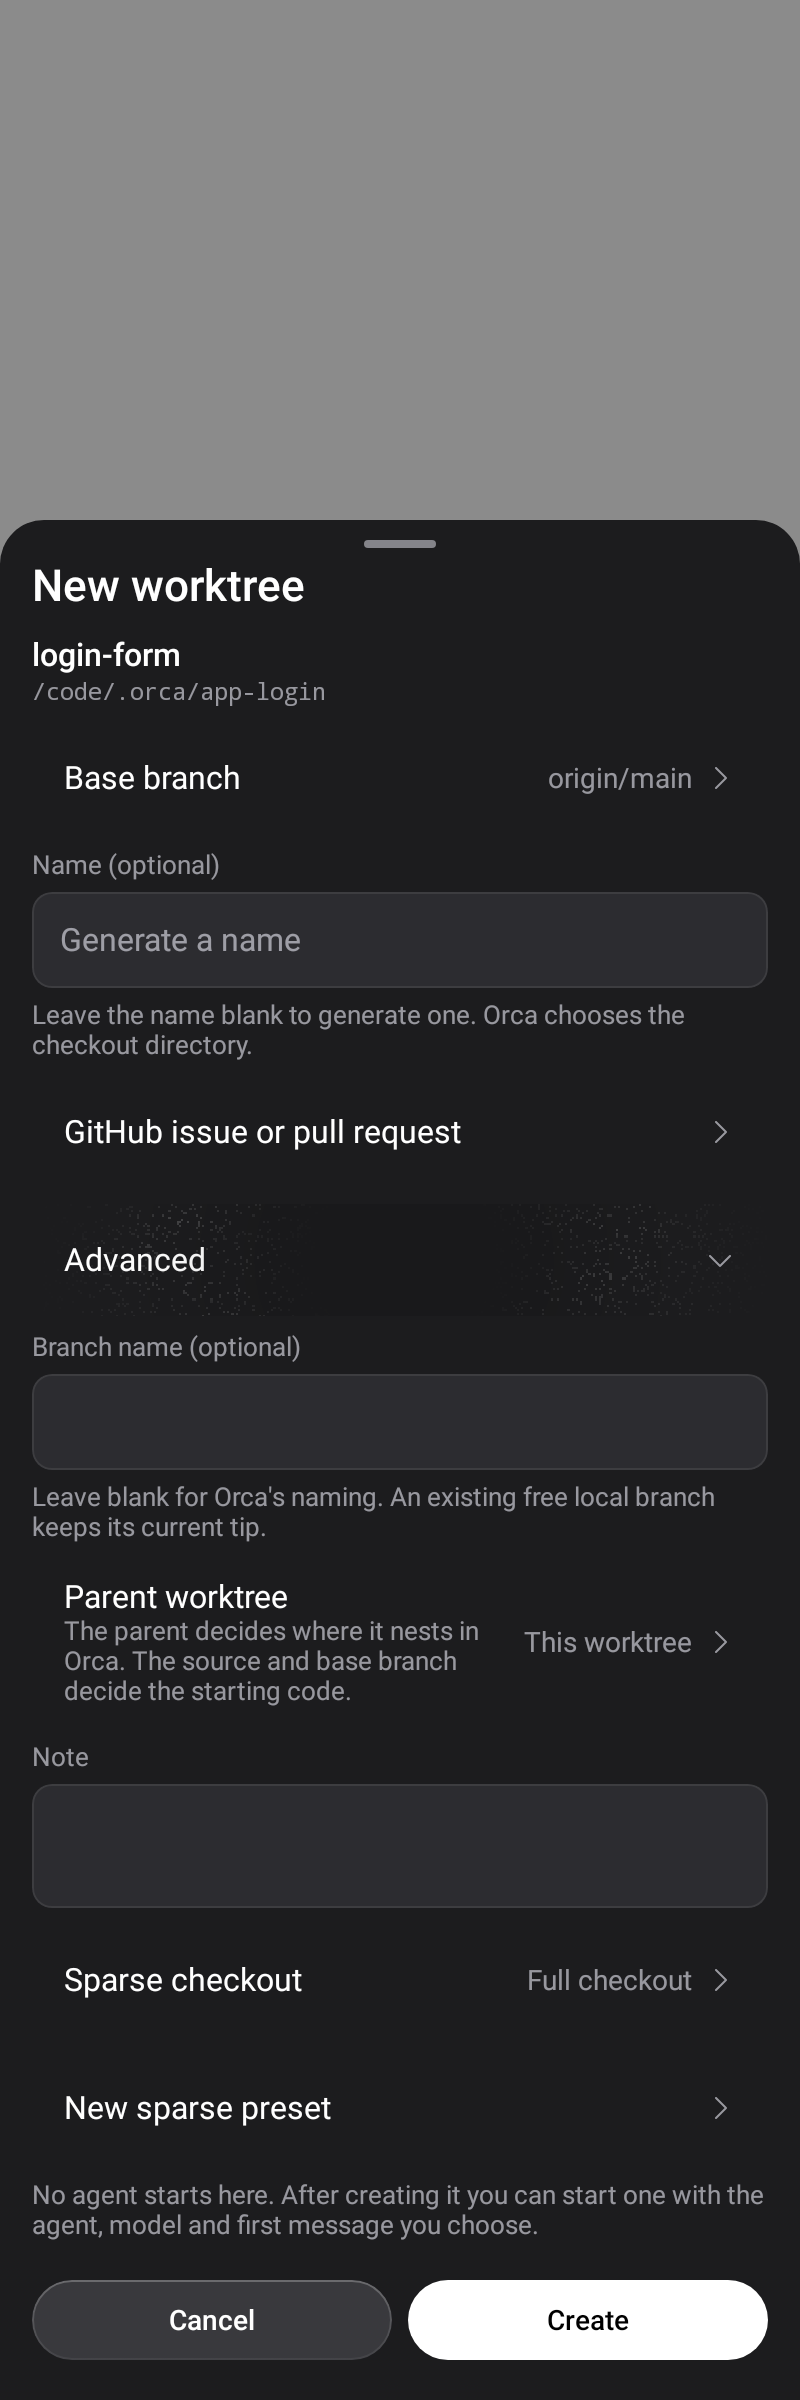 New worktree
login-form
/code/.orca/app-login
Base branch
origin/main
Name (optional)
Generate a name
Leave the name blank to generate one. Orca chooses the
checkout directory.
GitHub issue or pull request
Advanced
Branch name (optional)
Leave blank for Orca's naming. An existing free local branch
keeps its current tip.
Parent worktree
The parent decides where it nests in
Orca. The source and base branch
decide the starting code.
This worktree
Note
Sparse checkout
Full checkout
New sparse preset
No agent starts here. After creating it you can start one with the
agent, model and first message you choose.
Cancel
Create